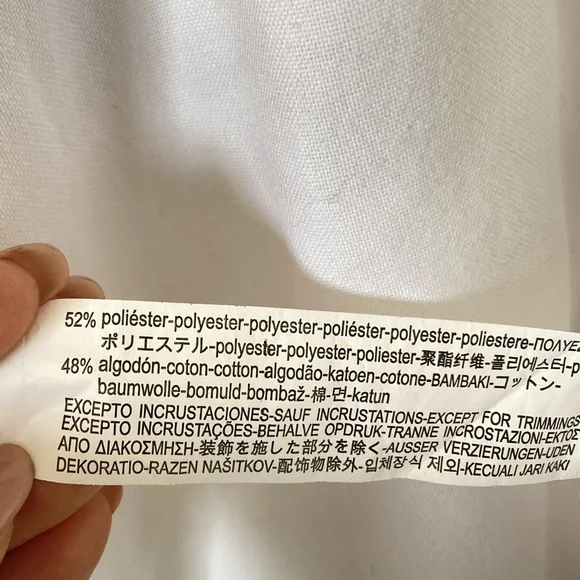 52% poliéster-polyester-polyester-poliéster-polyester-poliestere-ΠΟΛΥΕΣ
ポリエステル-polyester-polyester-poliester-聚酯纤维-폴리에스터-p
48% algodón-coton-cotton-algodão-katoen-cotone-BAMBAKI-コットン-
baumwolle-bomuld-bombaž-棉-면-katun
EXCEPTO INCRUSTACIONES-SAUF INCRUSTATIONS-EXCEPT FOR TRIMMINGS
EXCEPTO INCRUSTAÇÕES-BEHALVE OPDRUK-TRANNE INCROSTAZIONI-ΕΚΤΟΣ
ΑΠΟ ΔΙΑΚΟΣΜΗΣΗ-装飾を施した部分を除く-AUSSER VERZIERUNGEN-UDEN
DEKORATIO-RAZEN NAŠITKOV-配饰物除外-입체장식 제외-KECUALI JARI KAKI